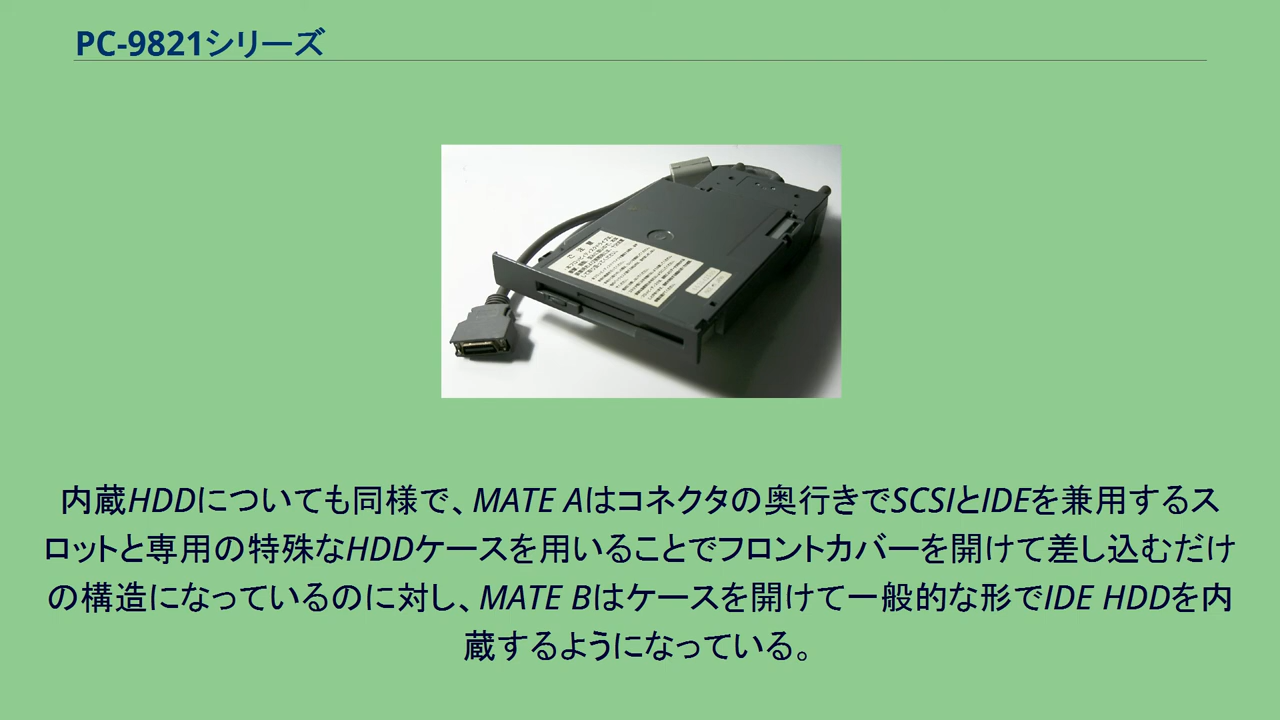 PC-9821シリーズ
内蔵HDDについても同様で、MATE Aはコネクタの奥行きでSCSIとIDEを兼用するス
ロットと専用の特殊なHDDケースを用いることでフロントカバーを開けて差し込むだけ
の構造になっているのに対し、MATE Bはケースを開けて一般的な形でIDE HDDを内
蔵するようになっている。